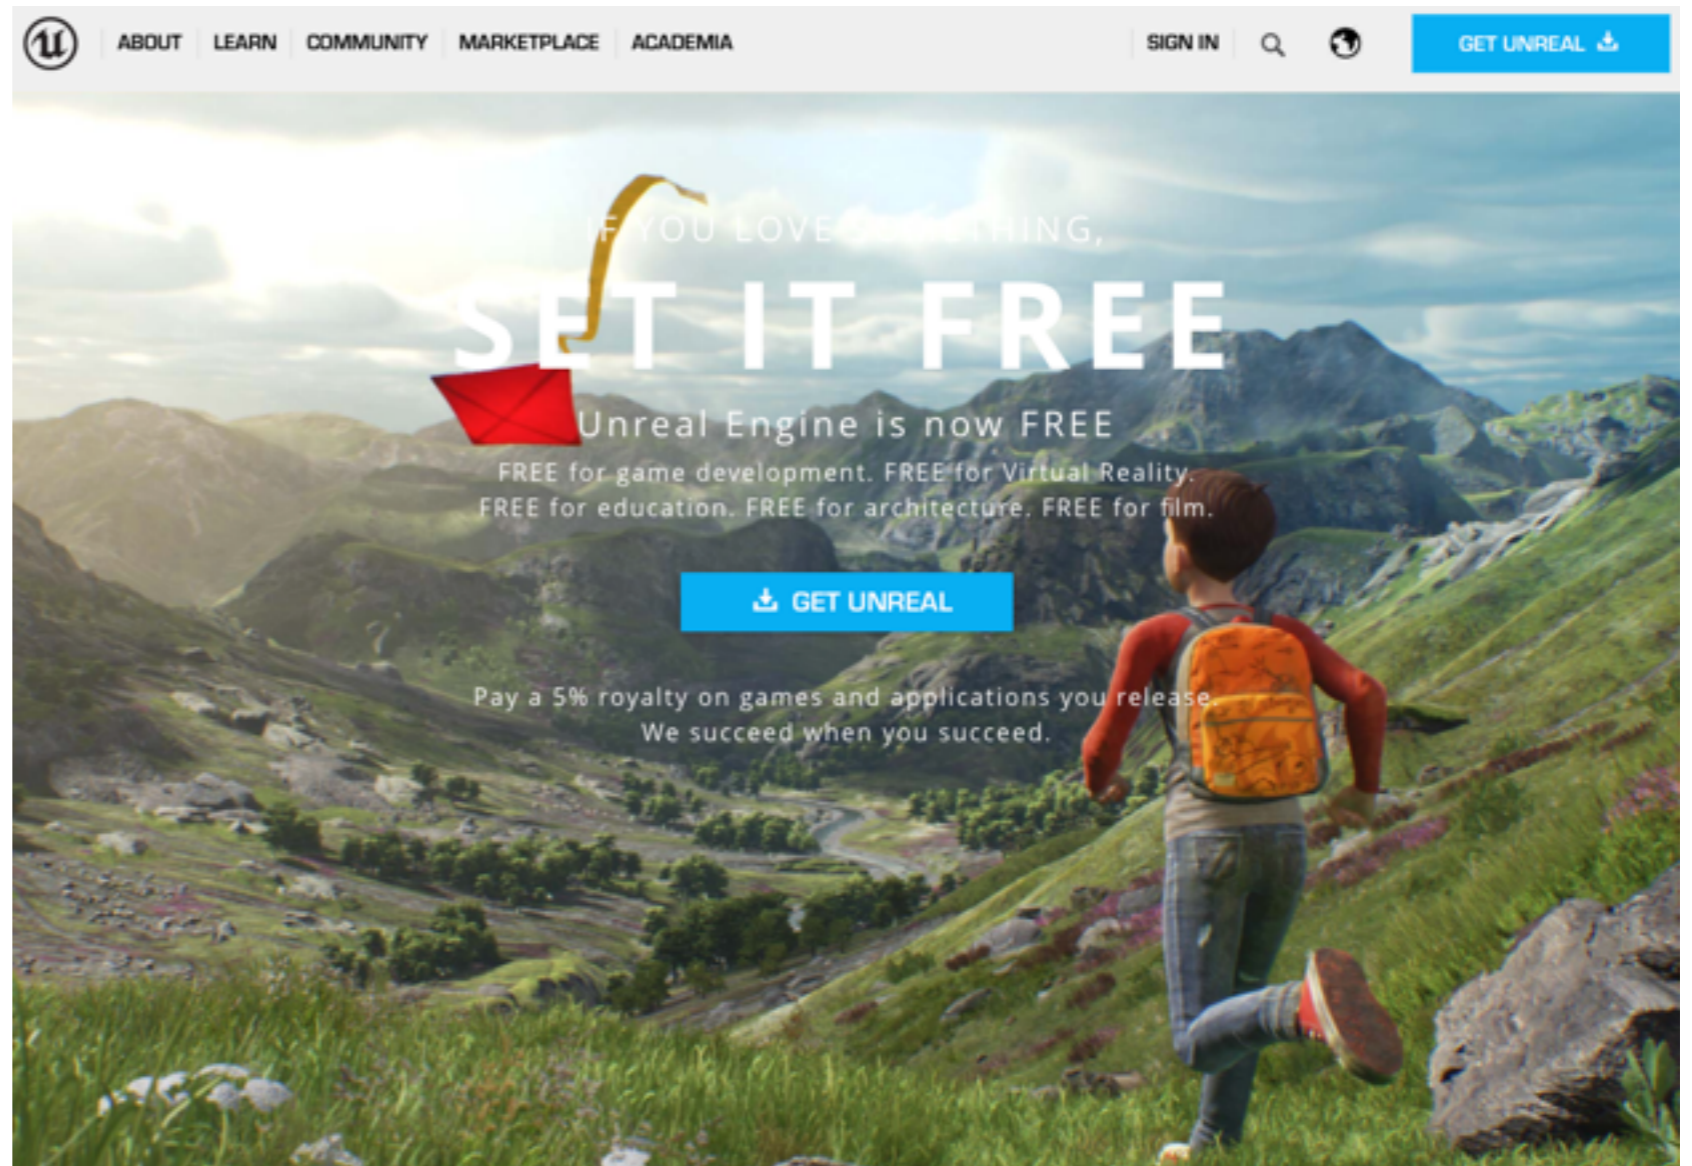 ABOUT LEARN COMMUNITY MARKETPLACE ACADEMIA SIGN IN GET UNREAL
IF YOU LOVE SOMETHING,
SET IT FREE
Unreal Engine is now FREE
FREE for game development. FREE for Virtual Reality.
FREE for education. FREE for architecture. FREE for film.
GET UNREAL
Pay a 5% royalty on games and applications you release.
We succeed when you succeed.